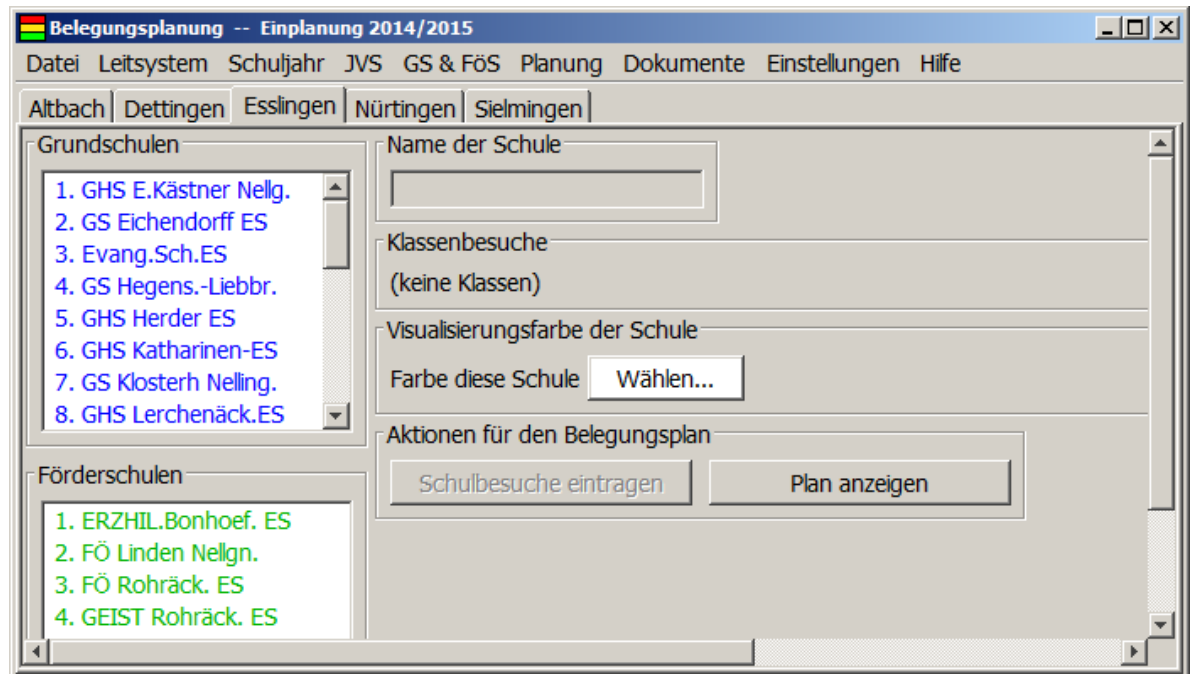 Belegungsplanung -- Einplanung 2014/2015
Datei Leitsystem Schuljahr JVS GS & FöS Planung Dokumente Einstellungen Hilfe
Altbach Dettingen Esslingen Nürtingen Sielmingen
Grundschulen
1. GHS E.Kästner Nellg.
2. GS Eichendorff ES
3. Evang.Sch.ES
4. GS Hegens.-Liebbr.
5. GHS Herder ES
6. GHS Katharinen-ES
7. GS Klosterh Nelling.
8. GHS Lerchenäck.ES
Förderschulen
1. ERZHIL.Bonhoef. ES
2. FÖ Linden Nellgn.
3. FÖ Rohräck. ES
4. GEIST Rohräck. ES
Name der Schule
Klassenbesuche
(keine Klassen)
Visualisierungsfarbe der Schule
Farbe diese Schule Wählen...
Aktionen für den Belegungsplan
Schulbesuche eintragen Plan anzeigen